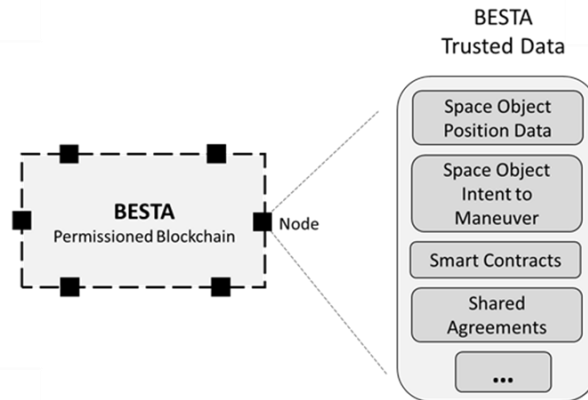 BESTA
Trusted Data
Space Object
Position Data
Space Object
Intent to
Maneuver
Smart Contracts
Shared
Agreements
...
BESTA
Permissioned Blockchain
Node